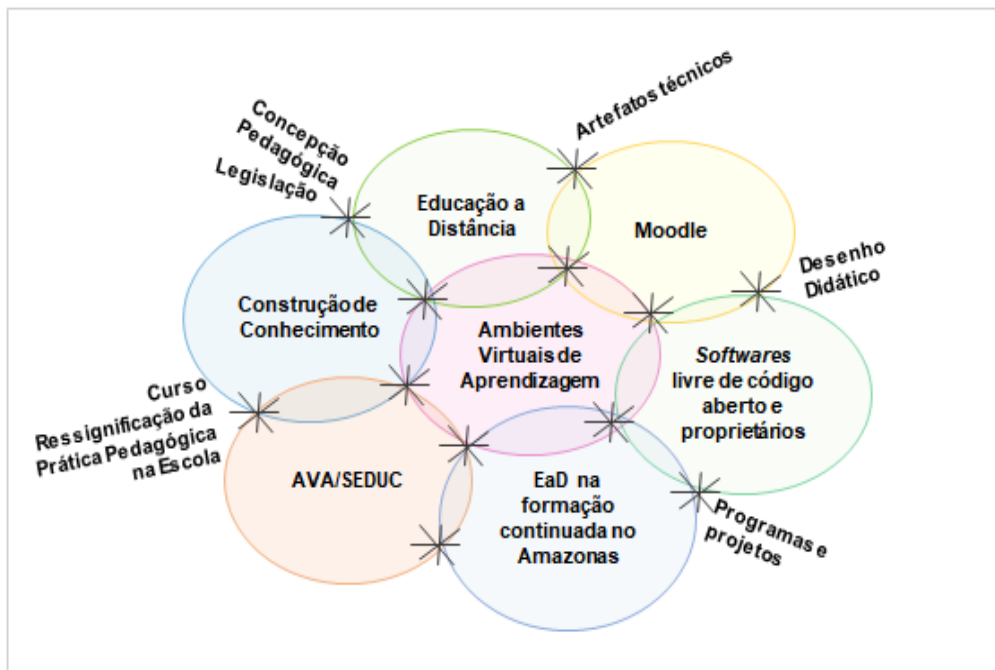 Artefatos técnicos
Concepção
Pedagógica
Legislação
Educação a
Distância
Moodle
Desenho
Didático
Construção de
Conhecimento
Ambientes
Virtuais de
Aprendizagem
Softwares
livre de código
aberto e
proprietários
Curso
Ressignificação da
Prática Pedagógica
na Escola
AVA/SEDUC
EaD na
formação
continuada no
Amazonas
Programas e
projetos